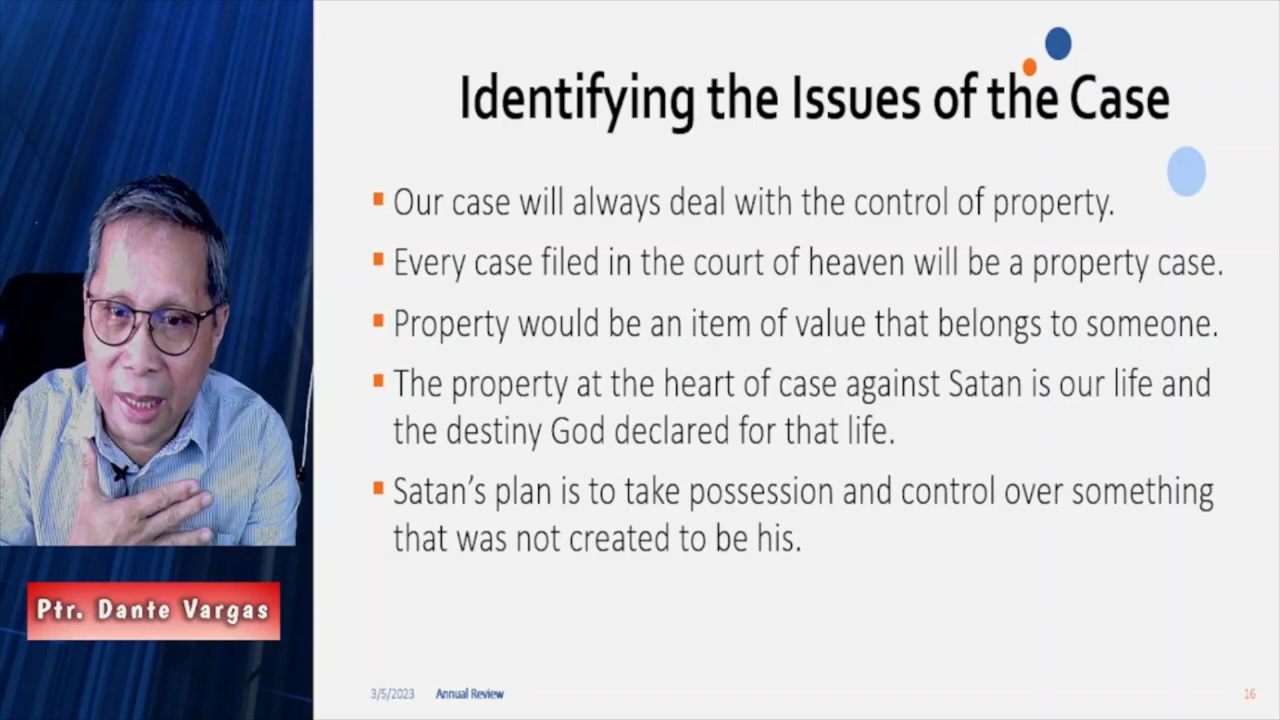 Identifying the Issues of the Case
▪ Our case will always deal with the control of property.
▪ Every case filed in the court of heaven will be a property case.
▪ Property would be an item of value that belongs to someone.
▪ The property at the heart of case against Satan is our life and
the destiny God declared for that life.
▪ Satan’s plan is to take possession and control over something
that was not created to be his.
Ptr. Dante Vargas
3/5/2023 Annual Review 16